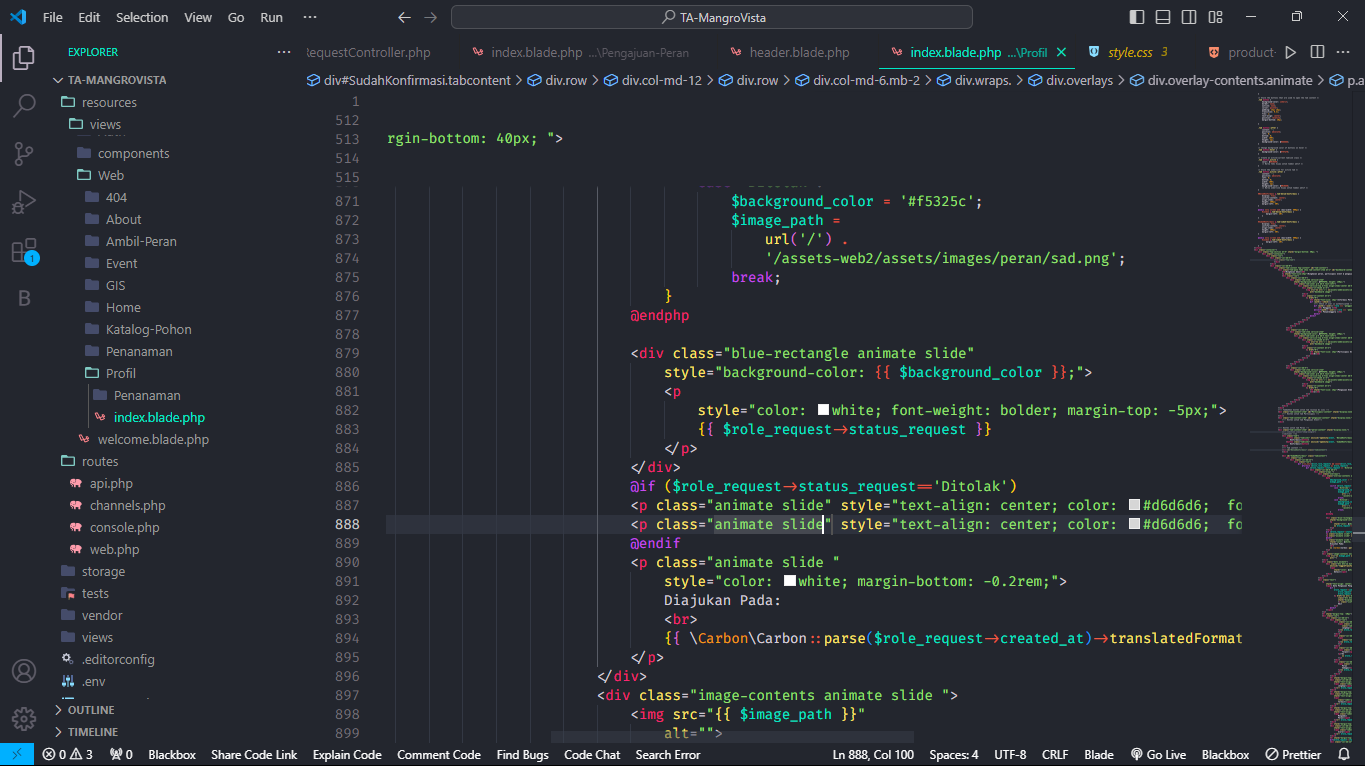 File Edit Selection View Go Run ··· TA-MangroVista
EXPLORER ···
TA-MANGROVISTA
resources
views
components
Web
404
About
Ambil-Peran
Event
GIS
Home
Katalog-Pohon
Penanaman
Profil
Penanaman
index.blade.php
welcome.blade.php
routes
api.php
channels.php
console.php
web.php
storage
tests
vendor
views
.editorconfig
.env
OUTLINE
TIMELINE
1
B
RequestController.php index.blade.php ...\Pengajuan-Peran header.blade.php index.blade.php ...\Profil style.css 3 product- ···
div#SudahKonfirmasi.tabcontent > div.row > div.col-md-12 > div.row > div.col-md-6.mb-2 > div.wraps. > div.overlays > div.overlay-contents.animate > p.a
1
512
513 rgin-bottom: 40px; ">
514
515
871 $background_color = '#f5325c';
872 $image_path =
873 url('/') .
874 '/assets-web2/assets/images/peran/sad.png';
875 break;
876 }
877 @endphp
878
879 <div class="blue-rectangle animate slide"
880 style="background-color: {{ $background_color }};">
881 <p
882 style="color: white; font-weight: bolder; margin-top: -5px;">
883 {{ $role_request->status_request }}
884 </p>
885 </div>
886 @if ($role_request->status_request=='Ditolak')
887 <p class="animate slide" style="text-align: center; color: #d6d6d6; fo
888 <p class="animate slide" style="text-align: center; color: #d6d6d6; fo
889 @endif
890 <p class="animate slide "
891 style="color: white; margin-bottom: -0.2rem;">
892 Diajukan Pada:
893 <br>
894 {{ \Carbon\Carbon::parse($role_request->created_at)->translatedFormat
895 </p>
896 </div>
897 <div class="image-contents animate slide ">
898 <img src="{{ $image_path }}"
899 alt="">
0 3 0 Blackbox Share Code Link Explain Code Comment Code Find Bugs Code Chat Search Error Ln 888, Col 100 Spaces: 4 UTF-8 CRLF Blade Go Live Blackbox Prettier